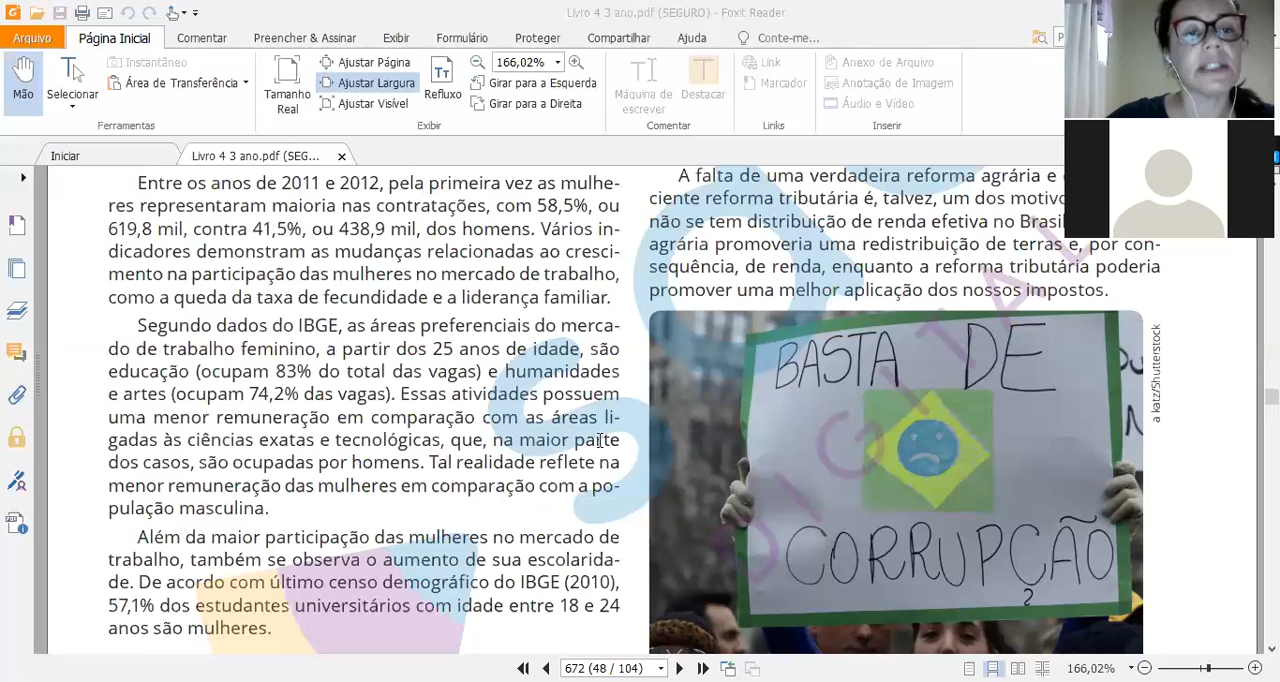 Livro 4 3 ano.pdf (SEGURO) - Foxit Reader
Arquivo
Página Inicial
Comentar
Preencher & Assinar
Exibir
Formulário
Proteger
Compartilhar
Ajuda
Conte-me...
Mão
Selecionar
Instantâneo
Área de Transferência
Ferramentas
Tamanho
Real
Ajustar Página
Ajustar Largura
Ajustar Visível
Refluxo
166,02%
Girar para a Esquerda
Girar para a Direita
Exibir
Máquina de
escrever
Destacar
Comentar
Link
Marcador
Links
Anexo de Arquivo
Anotação de Imagem
Áudio e Vídeo
Inserir
Iniciar
Livro 4 3 ano.pdf (SEG...
Entre os anos de 2011 e 2012, pela primeira vez as mulhe-
res representaram maioria nas contratações, com 58,5%, ou
619,8 mil, contra 41,5%, ou 438,9 mil, dos homens. Vários in-
dicadores demonstram as mudanças relacionadas ao cresci-
mento na participação das mulheres no mercado de trabalho,
como a queda da taxa de fecundidade e a liderança familiar.
Segundo dados do IBGE, as áreas preferenciais do merca-
do de trabalho feminino, a partir dos 25 anos de idade, são
educação (ocupam 83% do total das vagas) e humanidades
e artes (ocupam 74,2% das vagas). Essas atividades possuem
uma menor remuneração em comparação com as áreas li-
gadas às ciências exatas e tecnológicas, que, na maior parte
dos casos, são ocupadas por homens. Tal realidade reflete na
menor remuneração das mulheres em comparação com a po-
pulação masculina.
Além da maior participação das mulheres no mercado de
trabalho, também se observa o aumento de sua escolarida-
de. De acordo com último censo demográfico do IBGE (2010),
57,1% dos estudantes universitários com idade entre 18 e 24
anos são mulheres.
A falta de uma verdadeira reforma agrária e
ciente reforma tributária é, talvez, um dos
não se tem distribuição de renda efetiva no
agrária promoveria uma redistribuição de terras e, por con-
sequência, de renda, enquanto a reforma tributária poderia
promover uma melhor aplicação dos nossos impostos.
BASTA DE
CORRUPÇÃO
a katz/Shutterstock
DIGITAL
672 (48 / 104)
166,02%